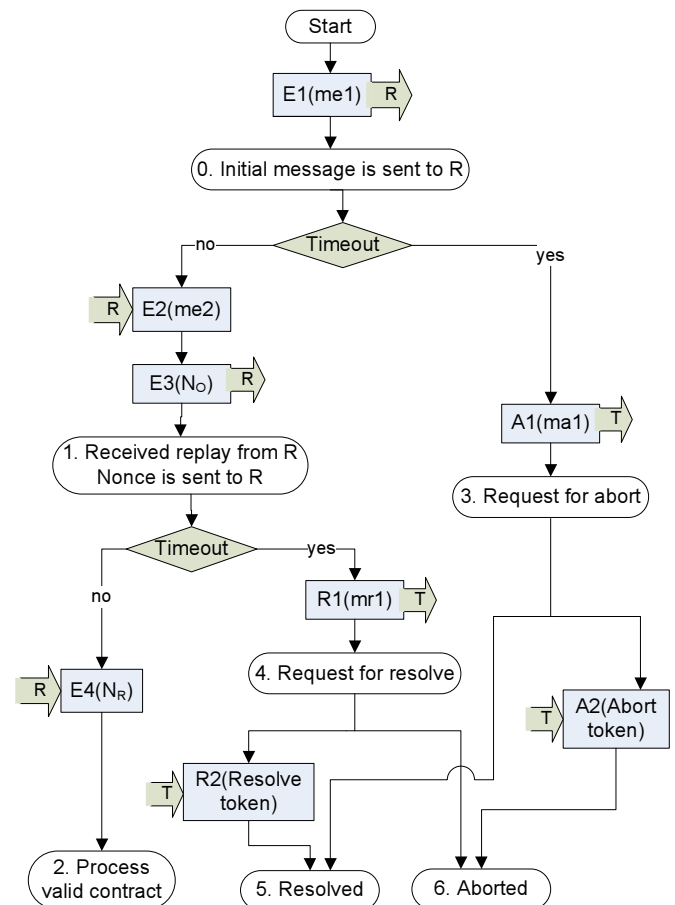 Start
E1(me1)
R
0. Initial message is sent to R
Timeout
no
yes
R
E2(me2)
E3(No)
R
A1(ma1)
T
1. Received replay from R
Nonce is sent to R
3. Request for abort
Timeout
yes
no
R1(mr1)
T
4. Request for resolve
R
E4(NR)
A2(Abort
token)
T
R2(Resolve
token)
T
2. Process
valid contract
5. Resolved
6. Aborted